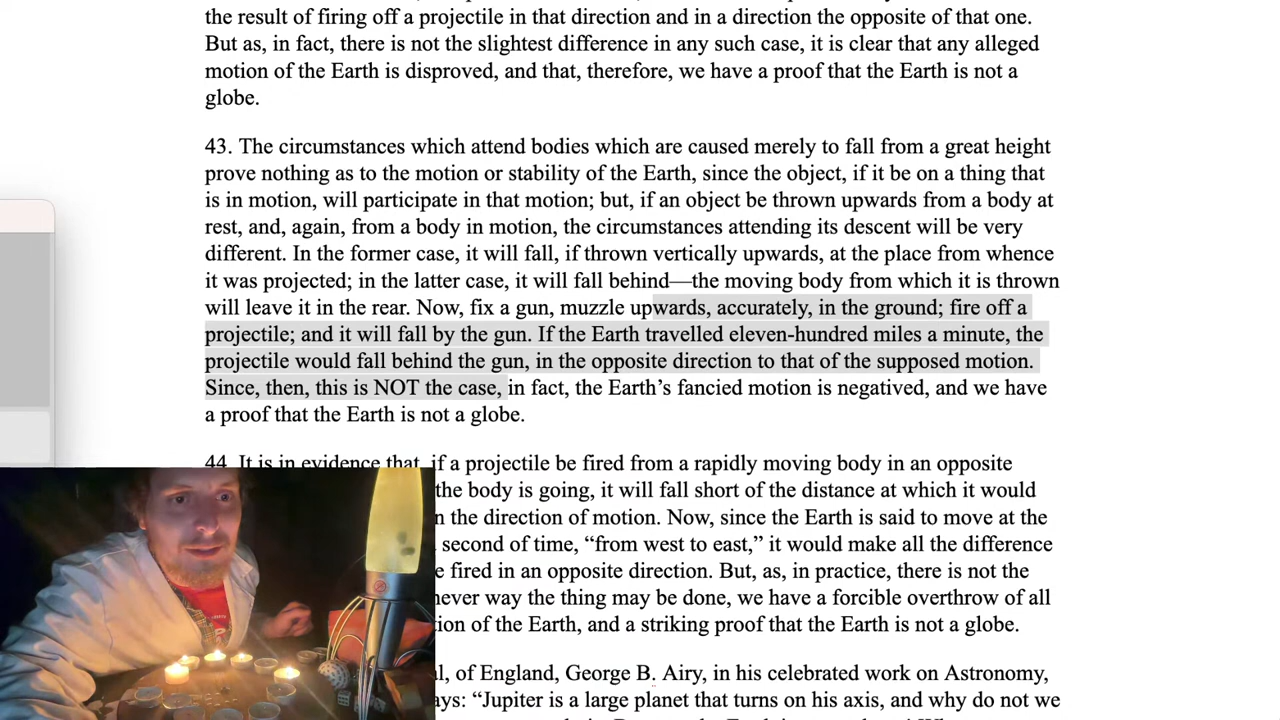 the result of firing off a projectile in that direction and in a direction the opposite of that one.
But as, in fact, there is not the slightest difference in any such case, it is clear that any alleged
motion of the Earth is disproved, and that, therefore, we have a proof that the Earth is not a
globe.
43. The circumstances which attend bodies which are caused merely to fall from a great height
prove nothing as to the motion or stability of the Earth, since the object, if it be on a thing that
is in motion, will participate in that motion; but, if an object be thrown upwards from a body at
rest, and, again, from a body in motion, the circumstances attending its descent will be very
different. In the former case, it will fall, if thrown vertically upwards, at the place from whence
it was projected; in the latter case, it will fall behind—the moving body from which it is thrown
will leave it in the rear. Now, fix a gun, muzzle upwards, accurately, in the ground; fire off a
projectile; and it will fall by the gun. If the Earth travelled eleven-hundred miles a minute, the
projectile would fall behind the gun, in the opposite direction to that of the supposed motion.
Since, then, this is NOT the case, in fact, the Earth’s fancied motion is negatived, and we have
a proof that the Earth is not a globe.
44. It is in evidence that, if a projectile be fired from a rapidly moving body in an opposite
the body is going, it will fall short of the distance at which it would
the direction of motion. Now, since the Earth is said to move at the
second of time, “from west to east,” it would make all the difference
fired in an opposite direction. But, as, in practice, there is not the
way the thing may be done, we have a forcible overthrow of all
of the Earth, and a striking proof that the Earth is not a globe.
of England, George B. Airy, in his celebrated work on Astronomy,
“Jupiter is a large planet that turns on his axis, and why do not we